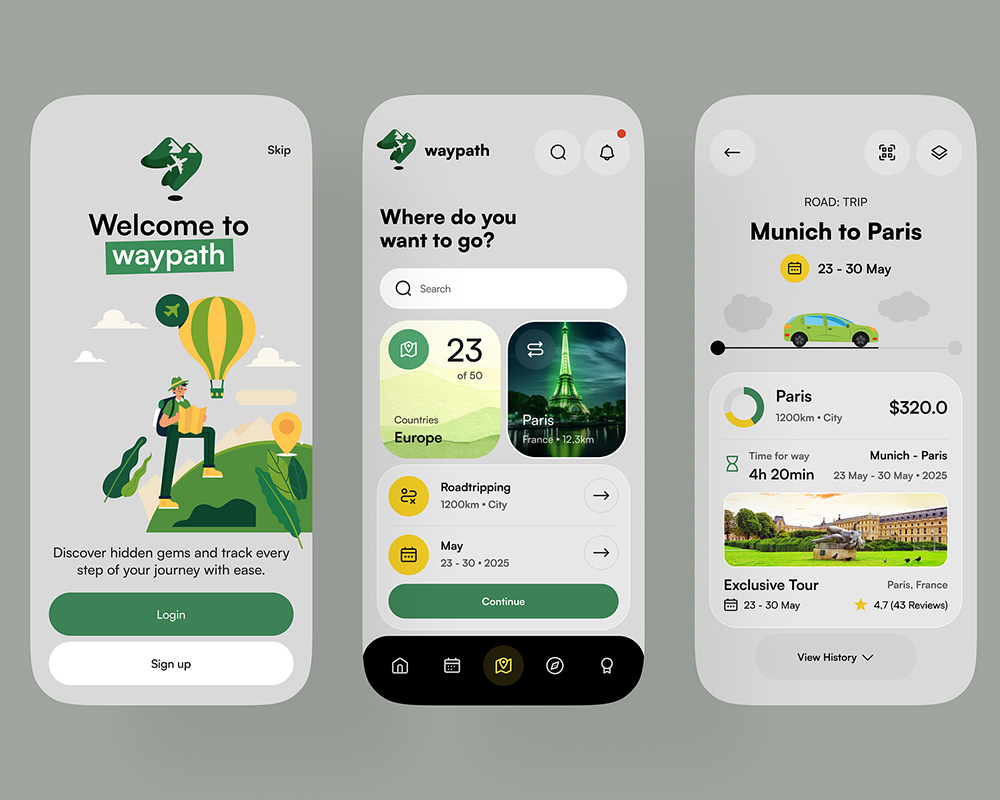 Skip
Welcome to
waypath
Discover hidden gems and track every
step of your journey with ease.
Login
Sign up
waypath
Where do you
want to go?
Search
23
of 50
Countries
Europe
Paris
France • 12,3km
Roadtripping
1200km • City
May
23 - 30 • 2025
Continue
ROAD: TRIP
Munich to Paris
23 - 30 May
Paris
1200km • City
$320.0
Time for way
4h 20min
Munich - Paris
23 May - 30 May • 2025
Exclusive Tour
Paris, France
23 - 30 May
4,7 (43 Reviews)
View History